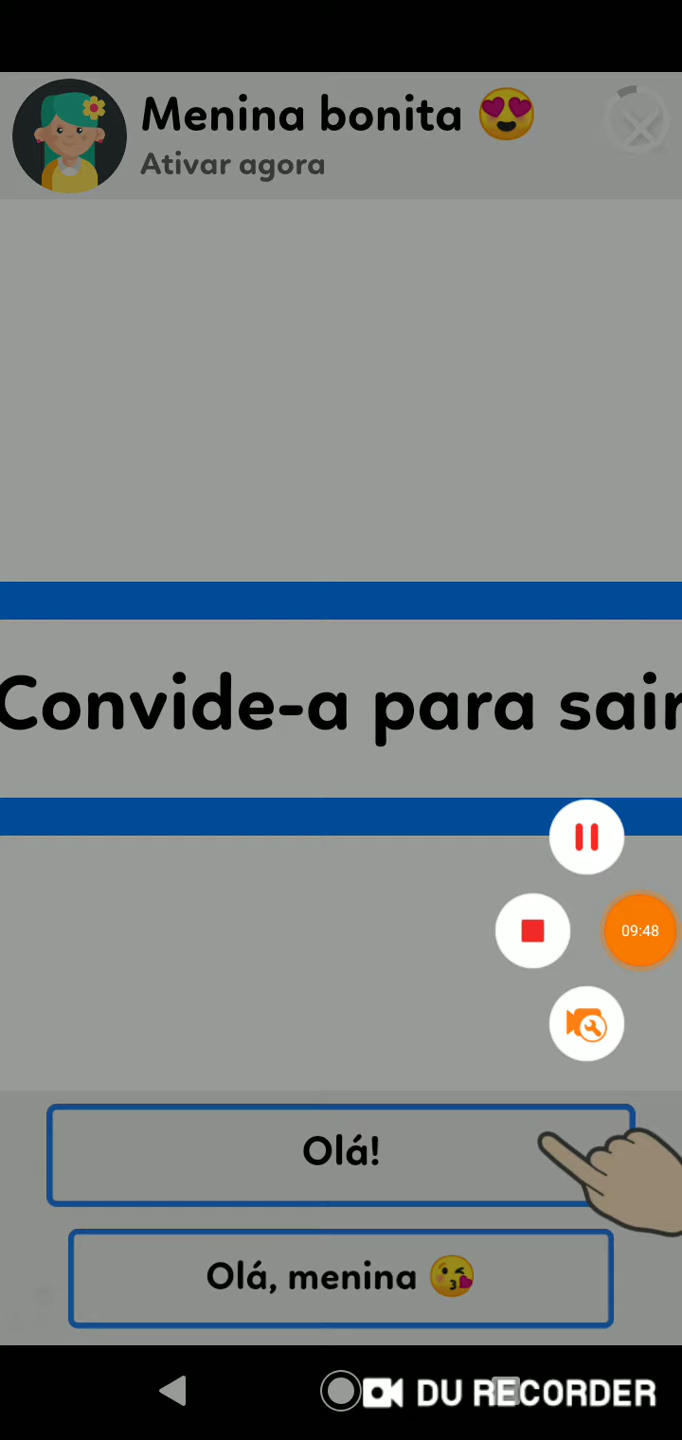 Menina bonita 😍
Ativar agora
Convide-a para sair
09:48
Olá!
Olá, menina 😘
DU RECORDER